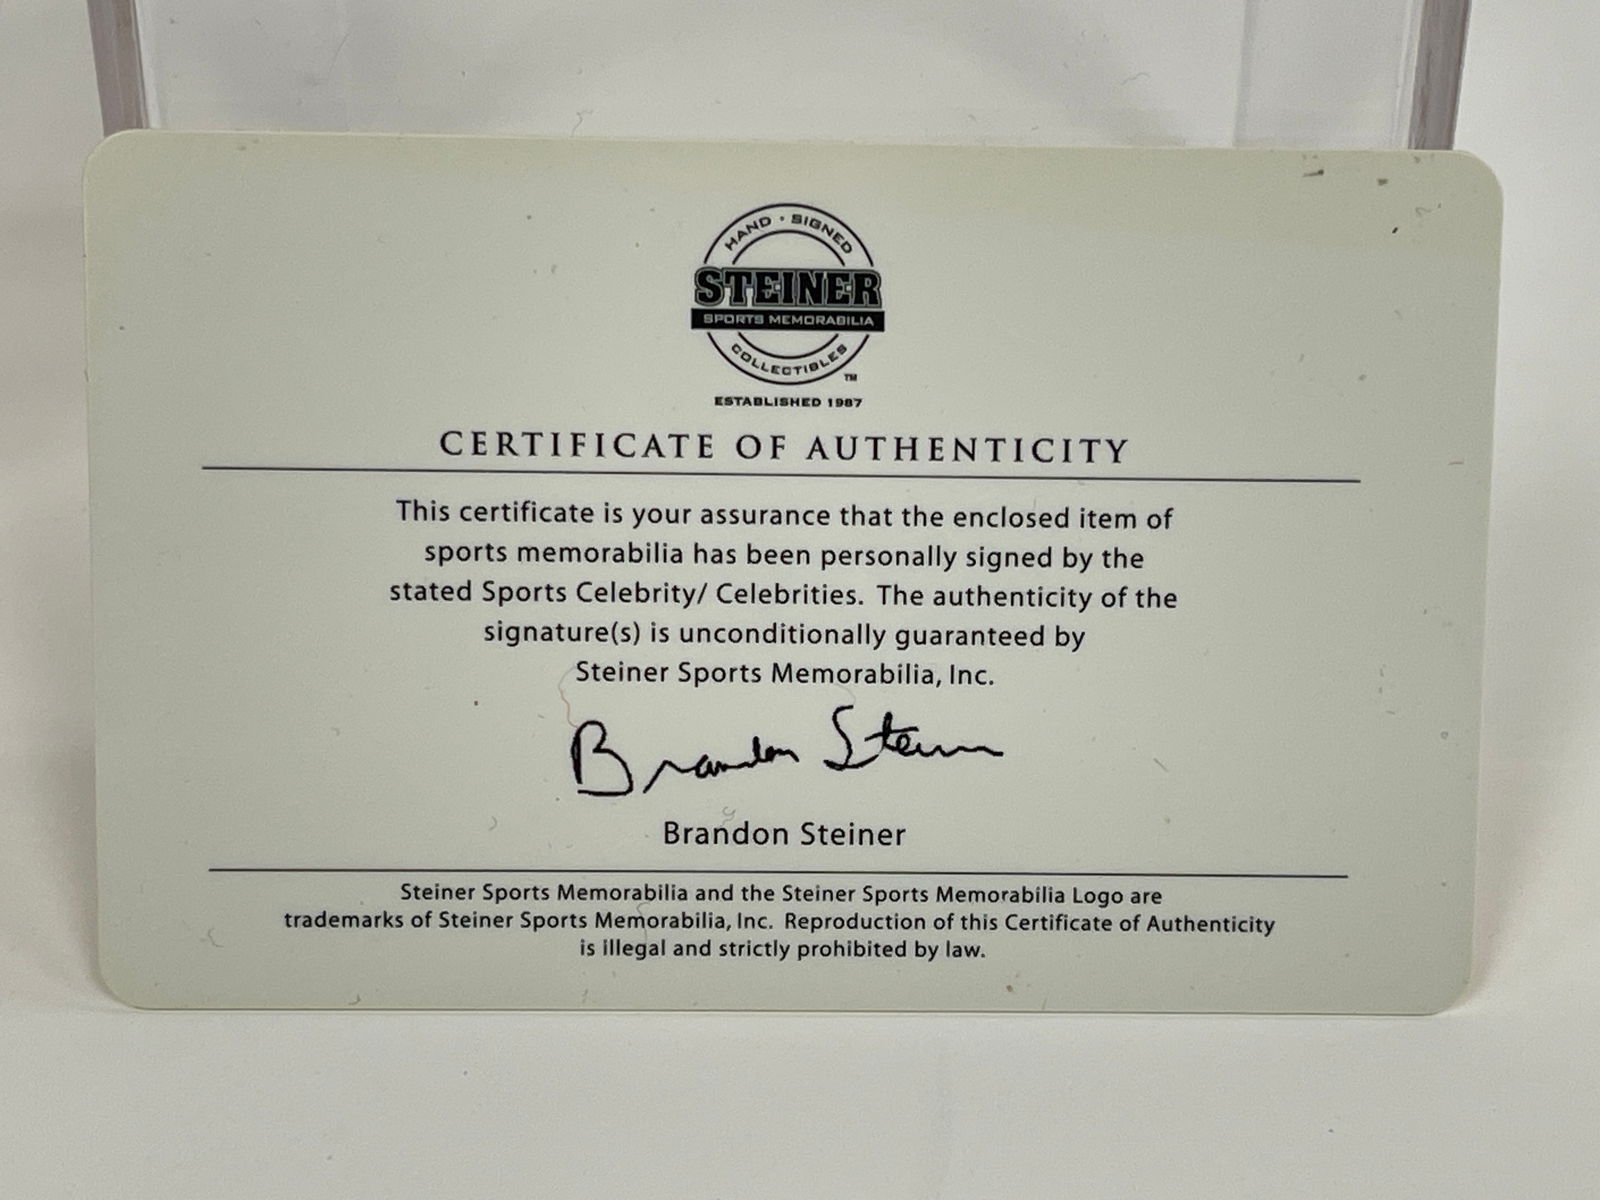 HAND • SIGNED
STEINER
SPORTS MEMORABILIA
COLLECTIBLES
TM
ESTABLISHED 1987
CERTIFICATE OF AUTHENTICITY
This certificate is your assurance that the enclosed item of
sports memorabilia has been personally signed by the
stated Sports Celebrity/ Celebrities. The authenticity of the
signature(s) is unconditionally guaranteed by
Steiner Sports Memorabilia, Inc.
Brandon Steiner
Brandon Steiner
Steiner Sports Memorabilia and the Steiner Sports Memorabilia Logo are
trademarks of Steiner Sports Memorabilia, Inc. Reproduction of this Certificate of Authenticity
is illegal and strictly prohibited by law.